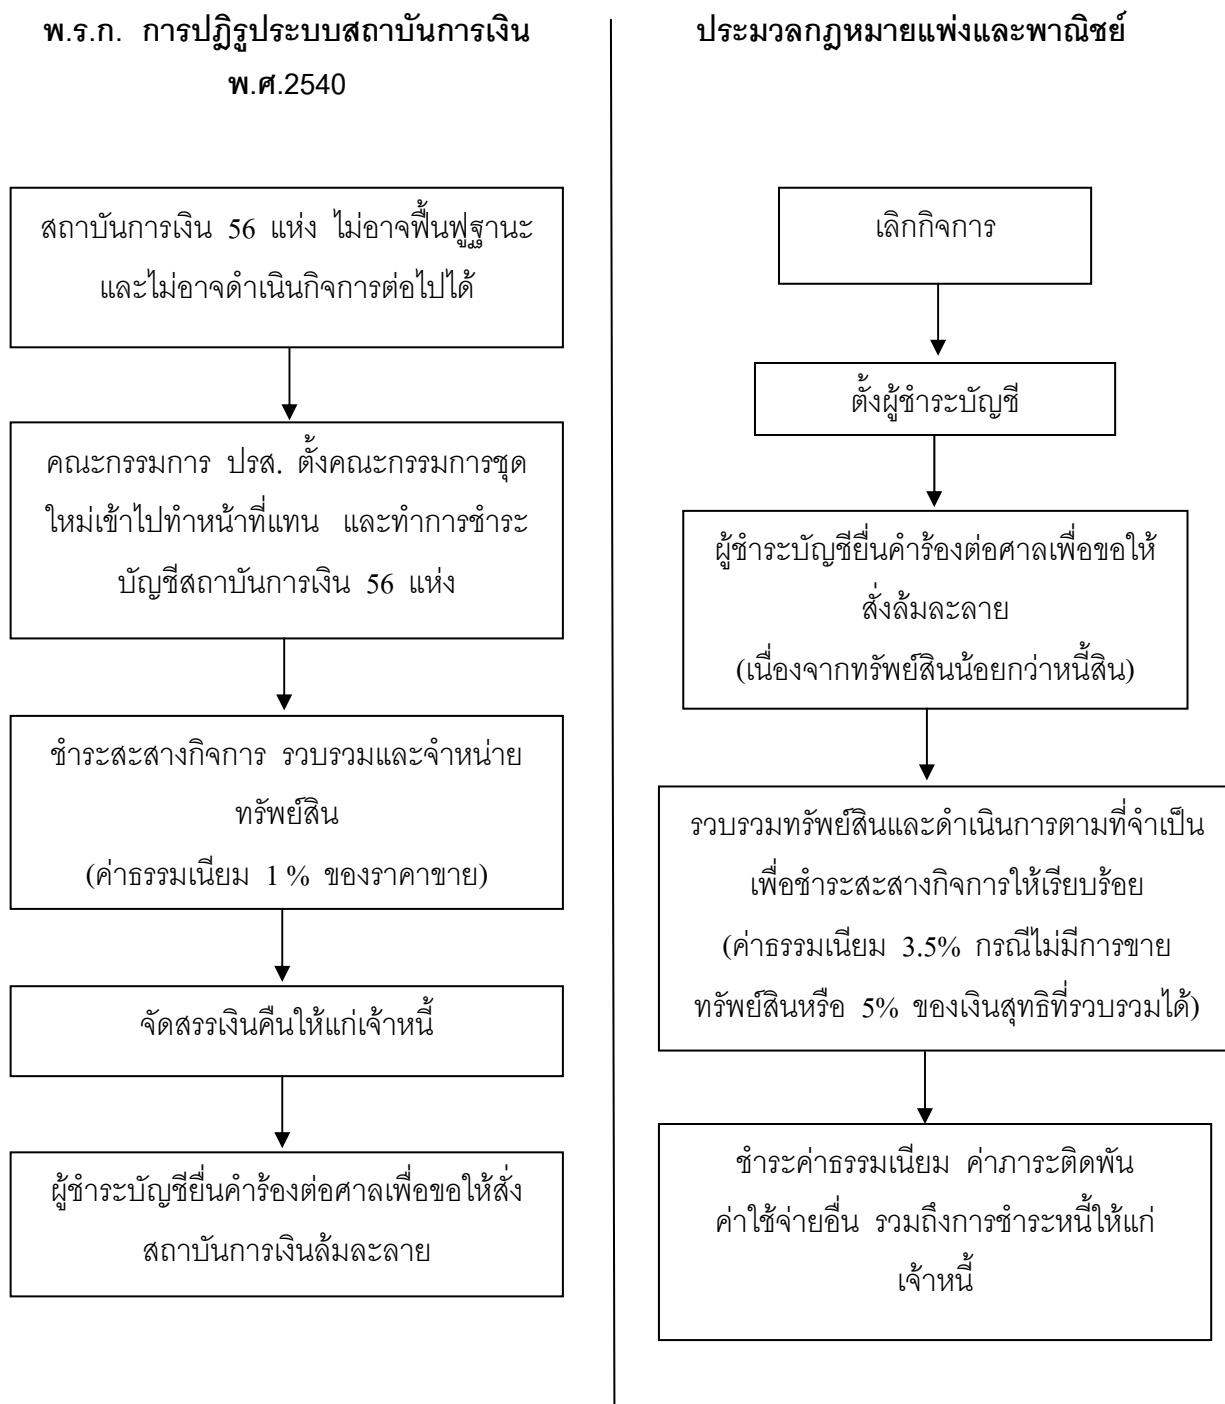 พ.ร.ก. การปฎิรูประบบสถาบันการเงิน
พ.ศ.2540
สถาบันการเงิน 56 แห่ง ไม่อาจฟื้นฟูฐานะ
และไม่อาจดำเนินกิจการต่อไปได้
คณะกรรมการ ปรส. ตั้งคณะกรรมการชุด
ใหม่เข้าไปทำหน้าที่แทน และทำการชำระ
บัญชีสถาบันการเงิน 56 แห่ง
ชำระสะสางกิจการ รวบรวมและจำหน่าย
ทรัพย์สิน
(ค่าธรรมเนียม 1 % ของราคาขาย)
จัดสรรเงินคืนให้แก่เจ้าหนี้
ผู้ชำระบัญชียื่นคำร้องต่อศาลเพื่อขอให้สั่ง
สถาบันการเงินล้มละลาย
ประมวลกฎหมายแพ่งและพาณิชย์
เลิกกิจการ
ตั้งผู้ชำระบัญชี
ผู้ชำระบัญชียื่นคำร้องต่อศาลเพื่อขอให้
สั่งล้มละลาย
(เนื่องจากทรัพย์สินน้อยกว่าหนี้สิน)
รวบรวมทรัพย์สินและดำเนินการตามที่จำเป็น
เพื่อชำระสะสางกิจการให้เรียบร้อย
(ค่าธรรมเนียม 3.5% กรณีไม่มีการขาย
ทรัพย์สินหรือ 5% ของเงินสุทธิที่รวบรวมได้)
ชำระค่าธรรมเนียม ค่าภาระติดพัน
ค่าใช้จ่ายอื่น รวมถึงการชำระหนี้ให้แก่
เจ้าหนี้